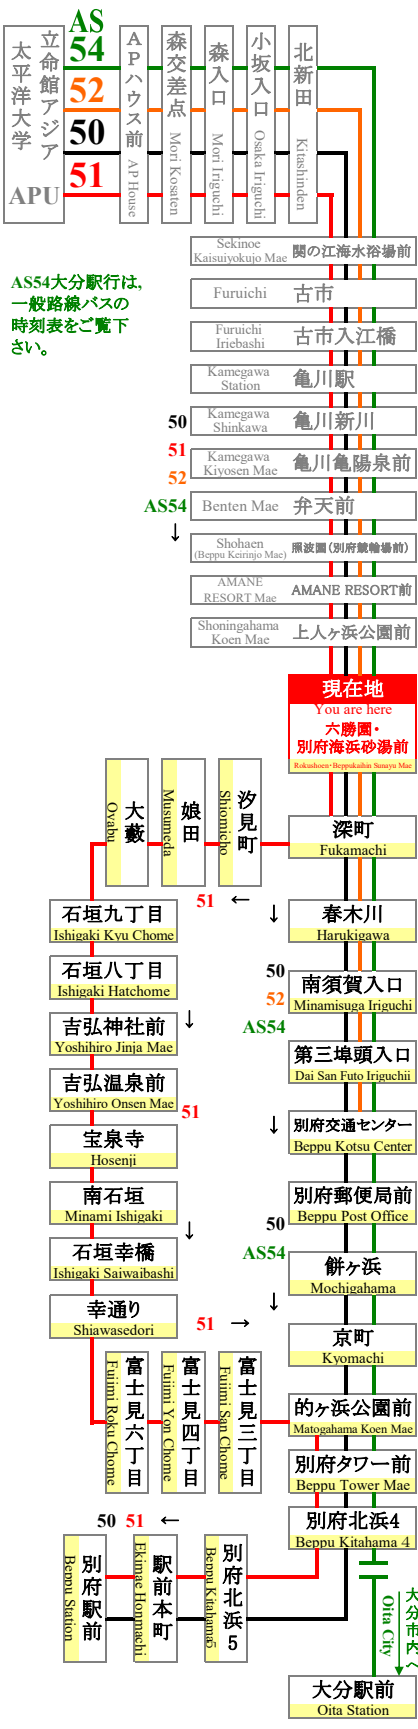 立命館アジア
太平洋大学
APU
AS
54
52
50
51
APハウス前
AP House
森交差点
Mori Kosaten
森入口
Mori Iriguchi
小坂入口
Osaka Iriguchi
北新田
Kitashinden
AS54大分駅行は,
一般路線バスの
時刻表をご覧下
さい。
Sekinoe
Kaisuiyokujo Mae
関の江海水浴場前
Furuichi
古市
Furuichi
Iriebashi
古市入江橋
Kamegawa
Station
亀川駅
50
Kamegawa
Shinkawa
亀川新川
51
52
Kamegawa
Kiyosen Mae
亀川亀陽泉前
AS54
↓
Benten Mae
弁天前
Shohaen
(Beppu Keirinjo Mae)
照波園(別府競輪場前)
AMANE
RESORT Mae
AMANE RESORT前
Shoningahama
Koen Mae
上人ヶ浜公園前
現在地
You are here
六勝園・
別府海浜砂湯前
Rokushoen・Beppukaihin Sunayu Mae
深町
Fukamachi
汐見町
Shiomicho
娘田
Musumeda
大藪
Oyabu
51 ←
石垣九丁目
Ishigaki Kyu Chome
石垣八丁目
Ishigaki Hatchome
吉弘神社前
Yoshihiro Jinja Mae
↓
吉弘温泉前
Yoshihiro Onsen Mae
51
宝泉寺
Hosenji
南石垣
Minami Ishigaki
↓
石垣幸橋
Ishigaki Saiwaibashi
幸通り
Shiawasedori
51 →
富士見六丁目
Fujimi Roku Chome
富士見四丁目
Fujimi Yon Chome
富士見三丁目
Fujimi San Chome
↓
春木川
Harukigawa
50
52
AS54
南須賀入口
Minamisuga Iriguchi
第三埠頭入口
Dai San Futo Iriguchii
↓
別府交通センター
Beppu Kotsu Center
別府郵便局前
Beppu Post Office
50
AS54
↓
餅ヶ浜
Mochigahama
京町
Kyomachi
的ヶ浜公園前
Matogahama Koen Mae
別府タワー前
Beppu Tower Mae
別府北浜4
Beppu Kitahama 4
50 51 ←
別府北浜5
Beppu Kitahama5
駅前本町
Ekimae Honmachi
別府駅前
Beppu Station
大分市内へ
Oita City
↓
大分駅前
Oita Station